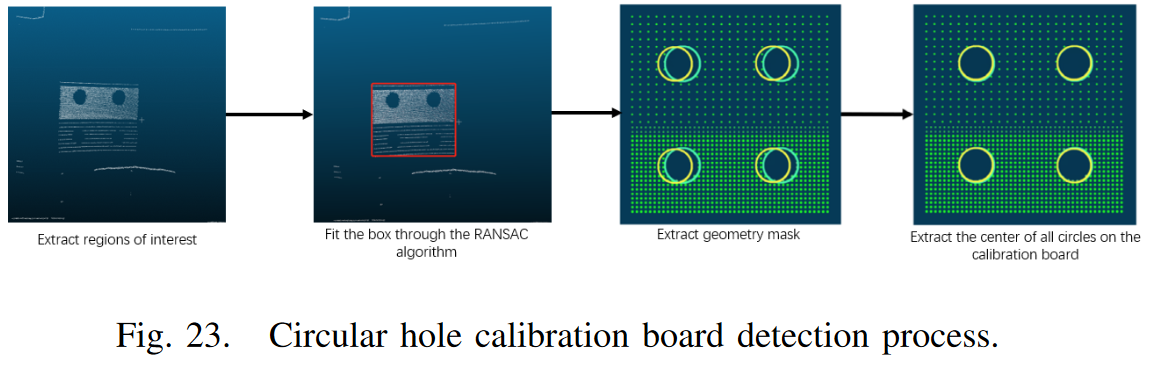 Extract regions of interest
Fit the box through the RANSAC
algorithm
Extract geometry mask
Extract the center of all circles on the
calibration board
Fig. 23. Circular hole calibration board detection process.